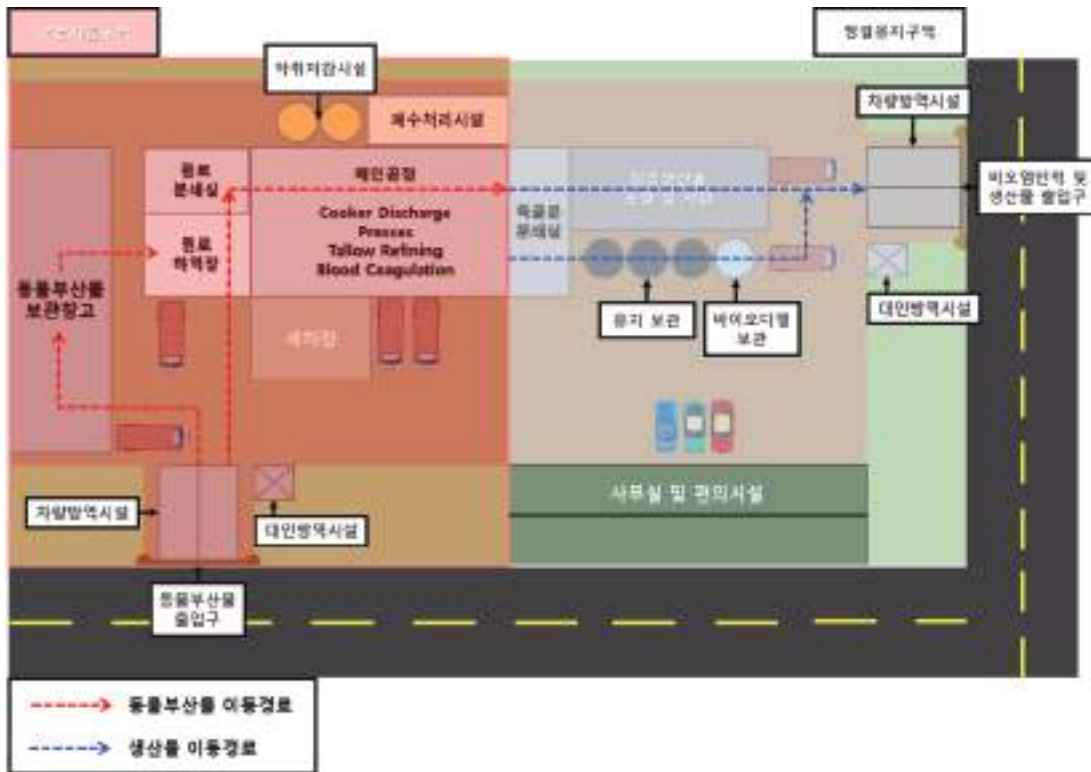 청결유지구역
악취저감시설
폐수처리시설
차량방역시설
원료
분쇄실
메인공정
비오염인력 및
생산물 출입구
Cooker Discharge
Presses
Tallow Refining
Blood Coagulation
육골분
분쇄실
원료
하역장
동물부산물
보관창고
유지 보관
바이오디젤
보관
대인방역시설
세차장
사무실 및 편의시설
차량방역시설
대인방역시설
동물부산물
출입구
동물부산물 이동경로
생산물 이동경로